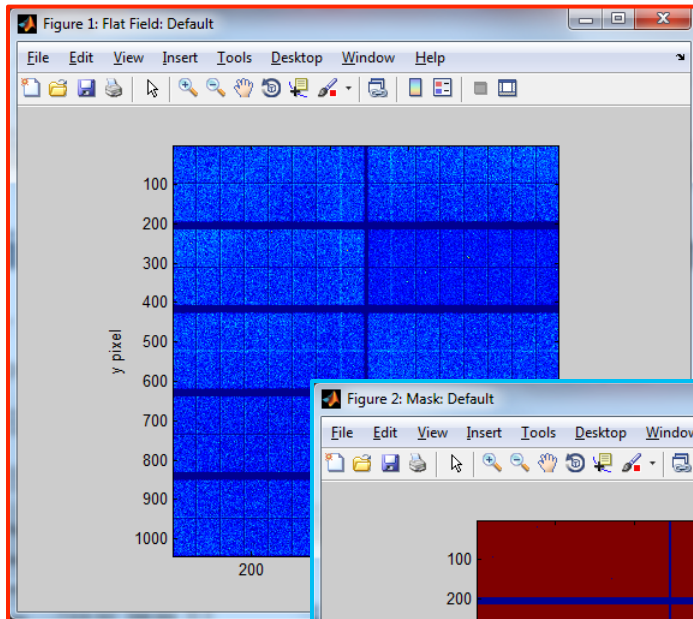 Figure 1: Flat Field: Default
File Edit View Insert Tools Desktop Window Help
100
200
300
400
500
600
700
800
900
1000
y pixel
200
Figure 2: Mask: Default
File Edit View Insert Tools Desktop Window
100
200